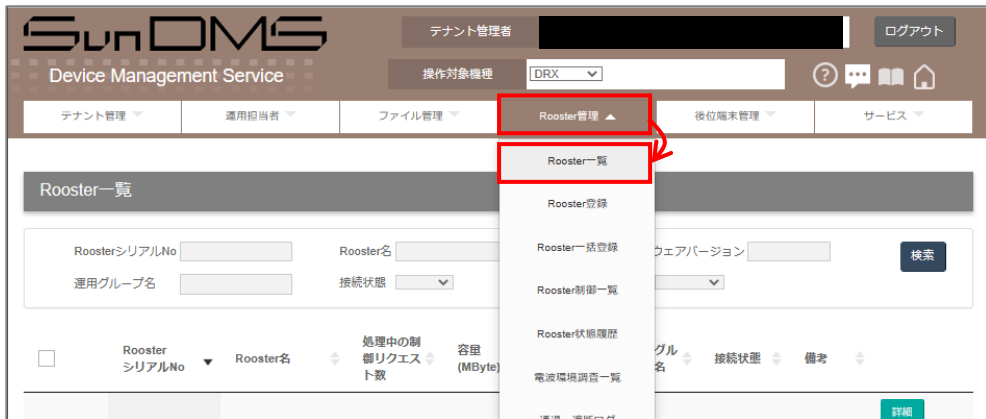 SunDMS
Device Management Service
テナント管理者
ログアウト
操作対象機種
DRX
テナント管理
運用担当者
ファイル管理
Rooster管理
後位端末管理
サービス
Rooster一覧
Rooster登録
Rooster一括登録
Rooster制御一覧
Rooster状態履歴
電波環境調査一覧
Rooster一覧
RoosterシリアルNo
Rooster名
ウェアバージョン
検索
運用グループ名
接続状態
Rooster
シリアルNo
Rooster名
処理中の制
御リクエス
ト数
容量
(MByte)
グル
名
接続状態
備考
詳細